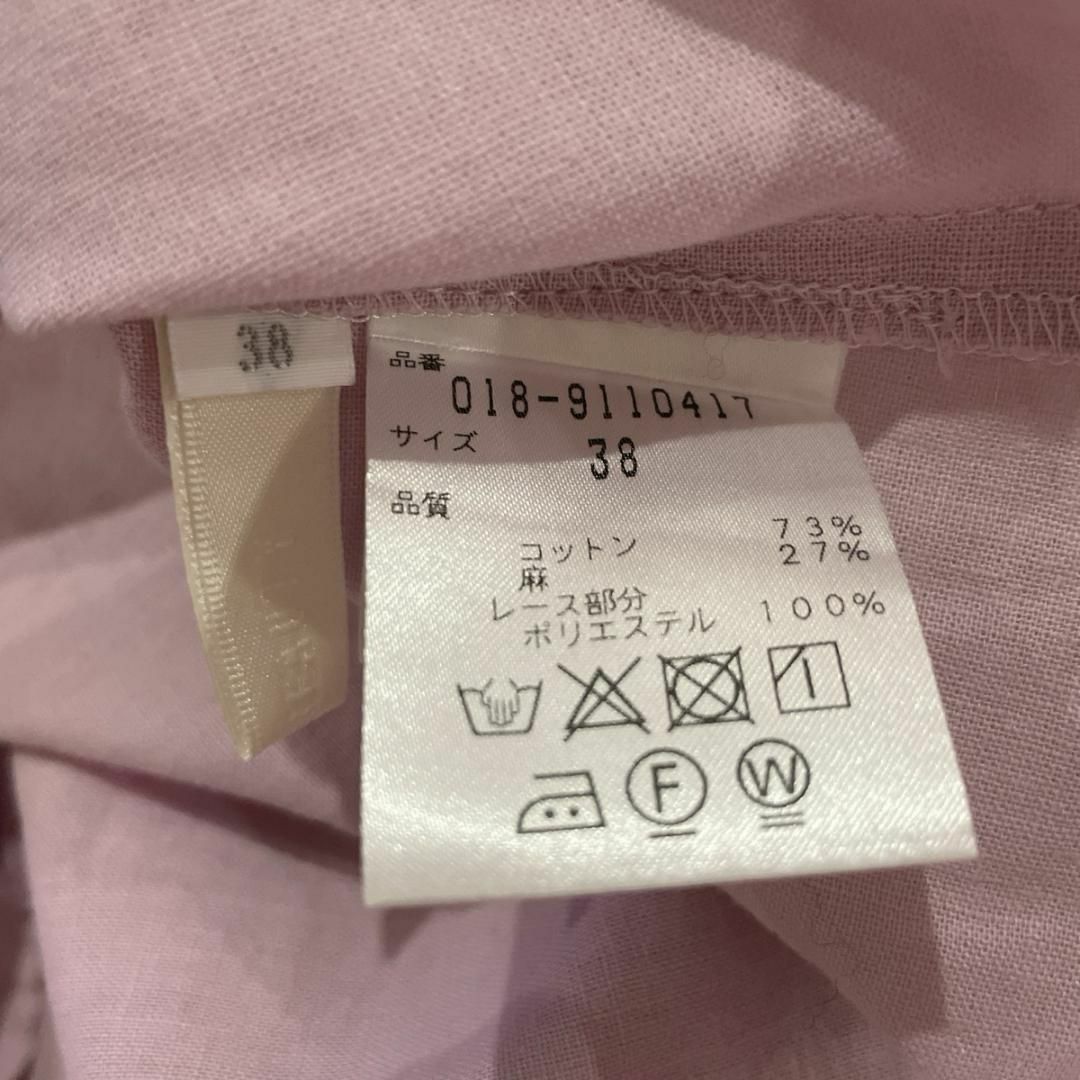 38
品番
018-9110417
サイズ 38
品質
コットン 73%
麻 27%
レース部分
ポリエステル 100%
F W